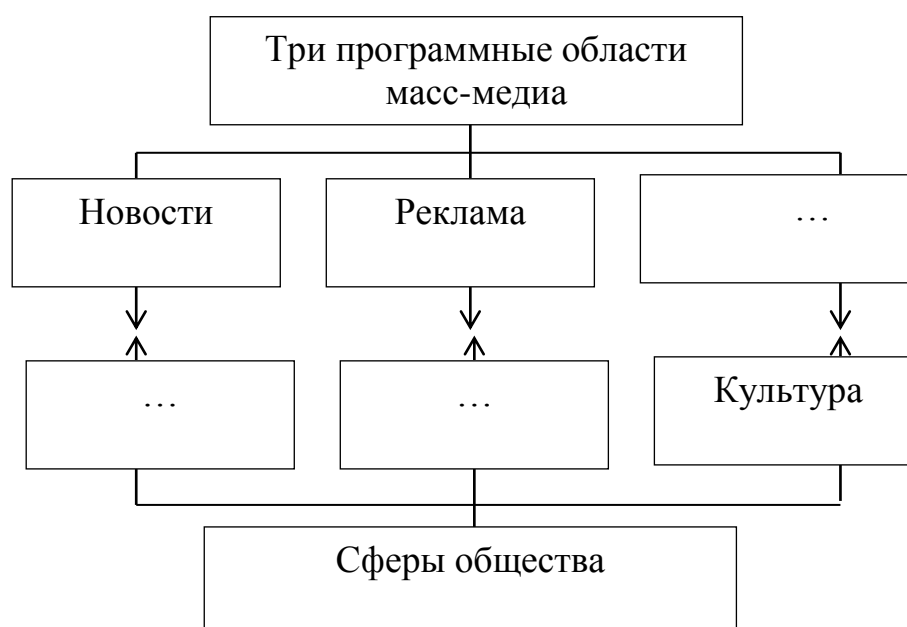 Три программные области
масс-медиа
Новости
Реклама
…
…
…
Культура
Сферы общества